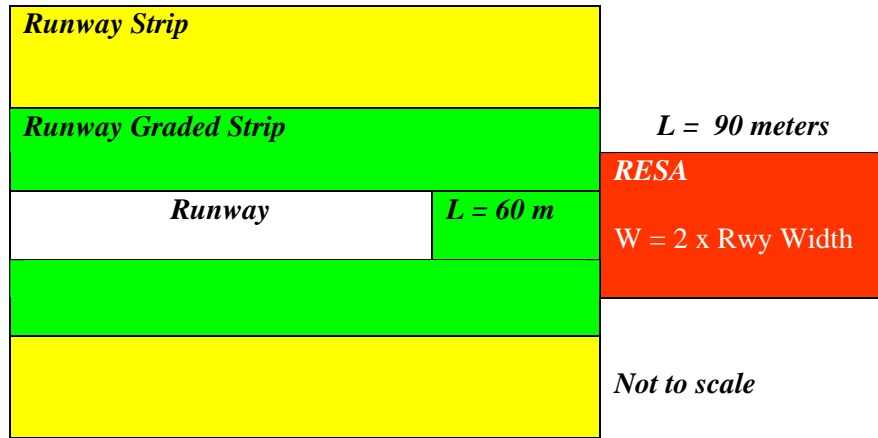 Runway Strip
Runway Graded Strip
L = 90 meters
RESA
Runway
L = 60 m
W = 2 x Rwy Width
Not to scale